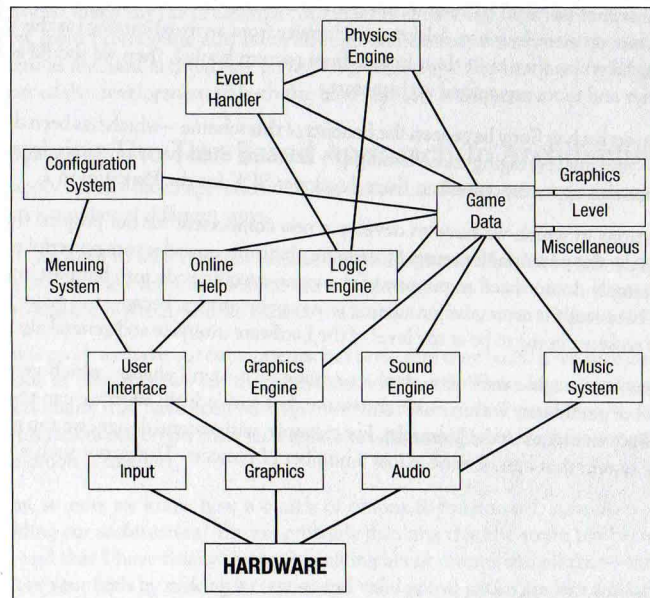 Physics
Engine
Event
Handler
Configuration
System
Game
Data
Graphics
Level
Miscellaneous
Menuing
System
Online
Help
Logic
Engine
User
Interface
Graphics
Engine
Sound
Engine
Music
System
Input
Graphics
Audio
HARDWARE